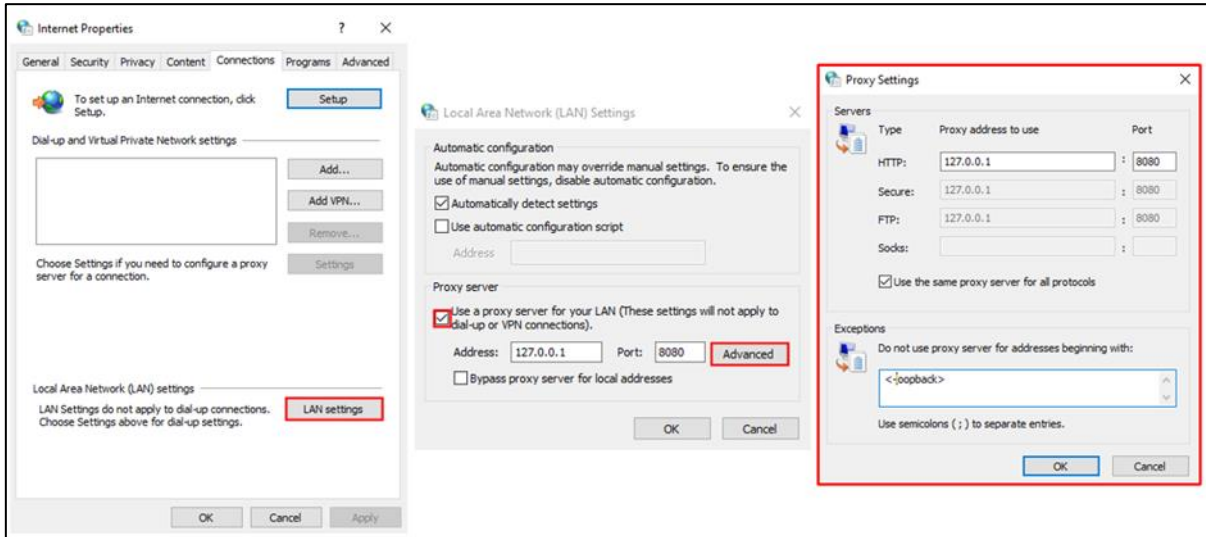 Internet Properties
?
General Security Privacy Content Connections Programs Advanced
To set up an Internet connection, click
Setup.
Setup
Dial-up and Virtual Private Network settings
Add...
Add VPN...
Remove...
Choose Settings if you need to configure a proxy
server for a connection.
Settings
Local Area Network (LAN) settings
LAN Settings do not apply to dial-up connections.
Choose Settings above for dial-up settings.
LAN settings
OK Cancel Apply
Local Area Network (LAN) Settings
Automatic configuration
Automatic configuration may override manual settings. To ensure the
use of manual settings, disable automatic configuration.
Automatically detect settings
Use automatic configuration script
Address
Proxy server
Use a proxy server for your LAN (These settings will not apply to
dial-up or VPN connections).
Address: 127.0.0.1 Port: 8080 Advanced
Bypass proxy server for local addresses
OK Cancel
Proxy Settings
Servers
Type Proxy address to use Port
HTTP: 127.0.0.1 : 8080
Secure: 127.0.0.1 : 8080
FTP: 127.0.0.1 : 8080
Socks: :
Use the same proxy server for all protocols
Exceptions
Do not use proxy server for addresses beginning with:
<-loopback>
Use semicolons ( ; ) to separate entries.
OK Cancel